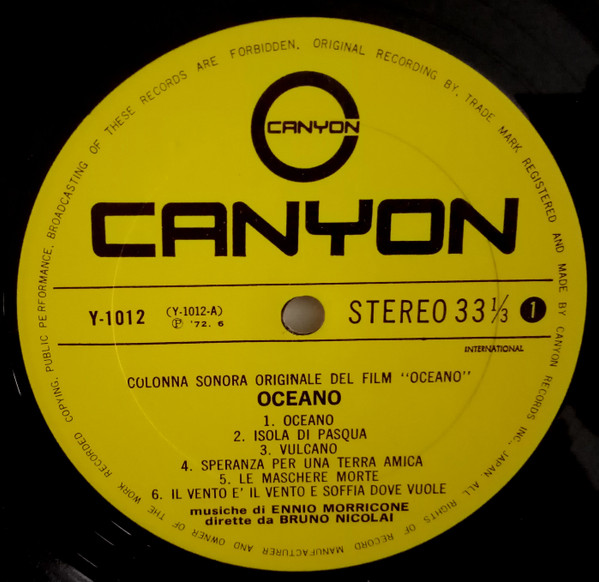 ORIGINAL RECORDING BY, TRADE MARK REGISTERED AND MADE BY CANYON RECORDS INC., JAPAN ALL RIGHTS OF RECORD MANUFACTURER AND OWNER OF THE WORK RECORDED COPYING, PUBLIC PERFORMANCE, BROADCASTING OF THESE RECORDS ARE FORBIDDEN,
CANYON
CANYON
Y-1012 (Y-1012-A) STEREO 33 1/3 1
Ⓟ '72. 6
INTERNATIONAL
COLONNA SONORA ORIGINALE DEL FILM "OCEANO"
OCEANO
1. OCEANO
2. ISOLA DI PASQUA
3. VULCANO
4. SPERANZA PER UNA TERRA AMICA
5. LE MASCHERE MORTE
6. IL VENTO E' IL VENTO E SOFFIA DOVE VUOLE
musiche di ENNIO MORRICONE
dirette da BRUNO NICOLAI